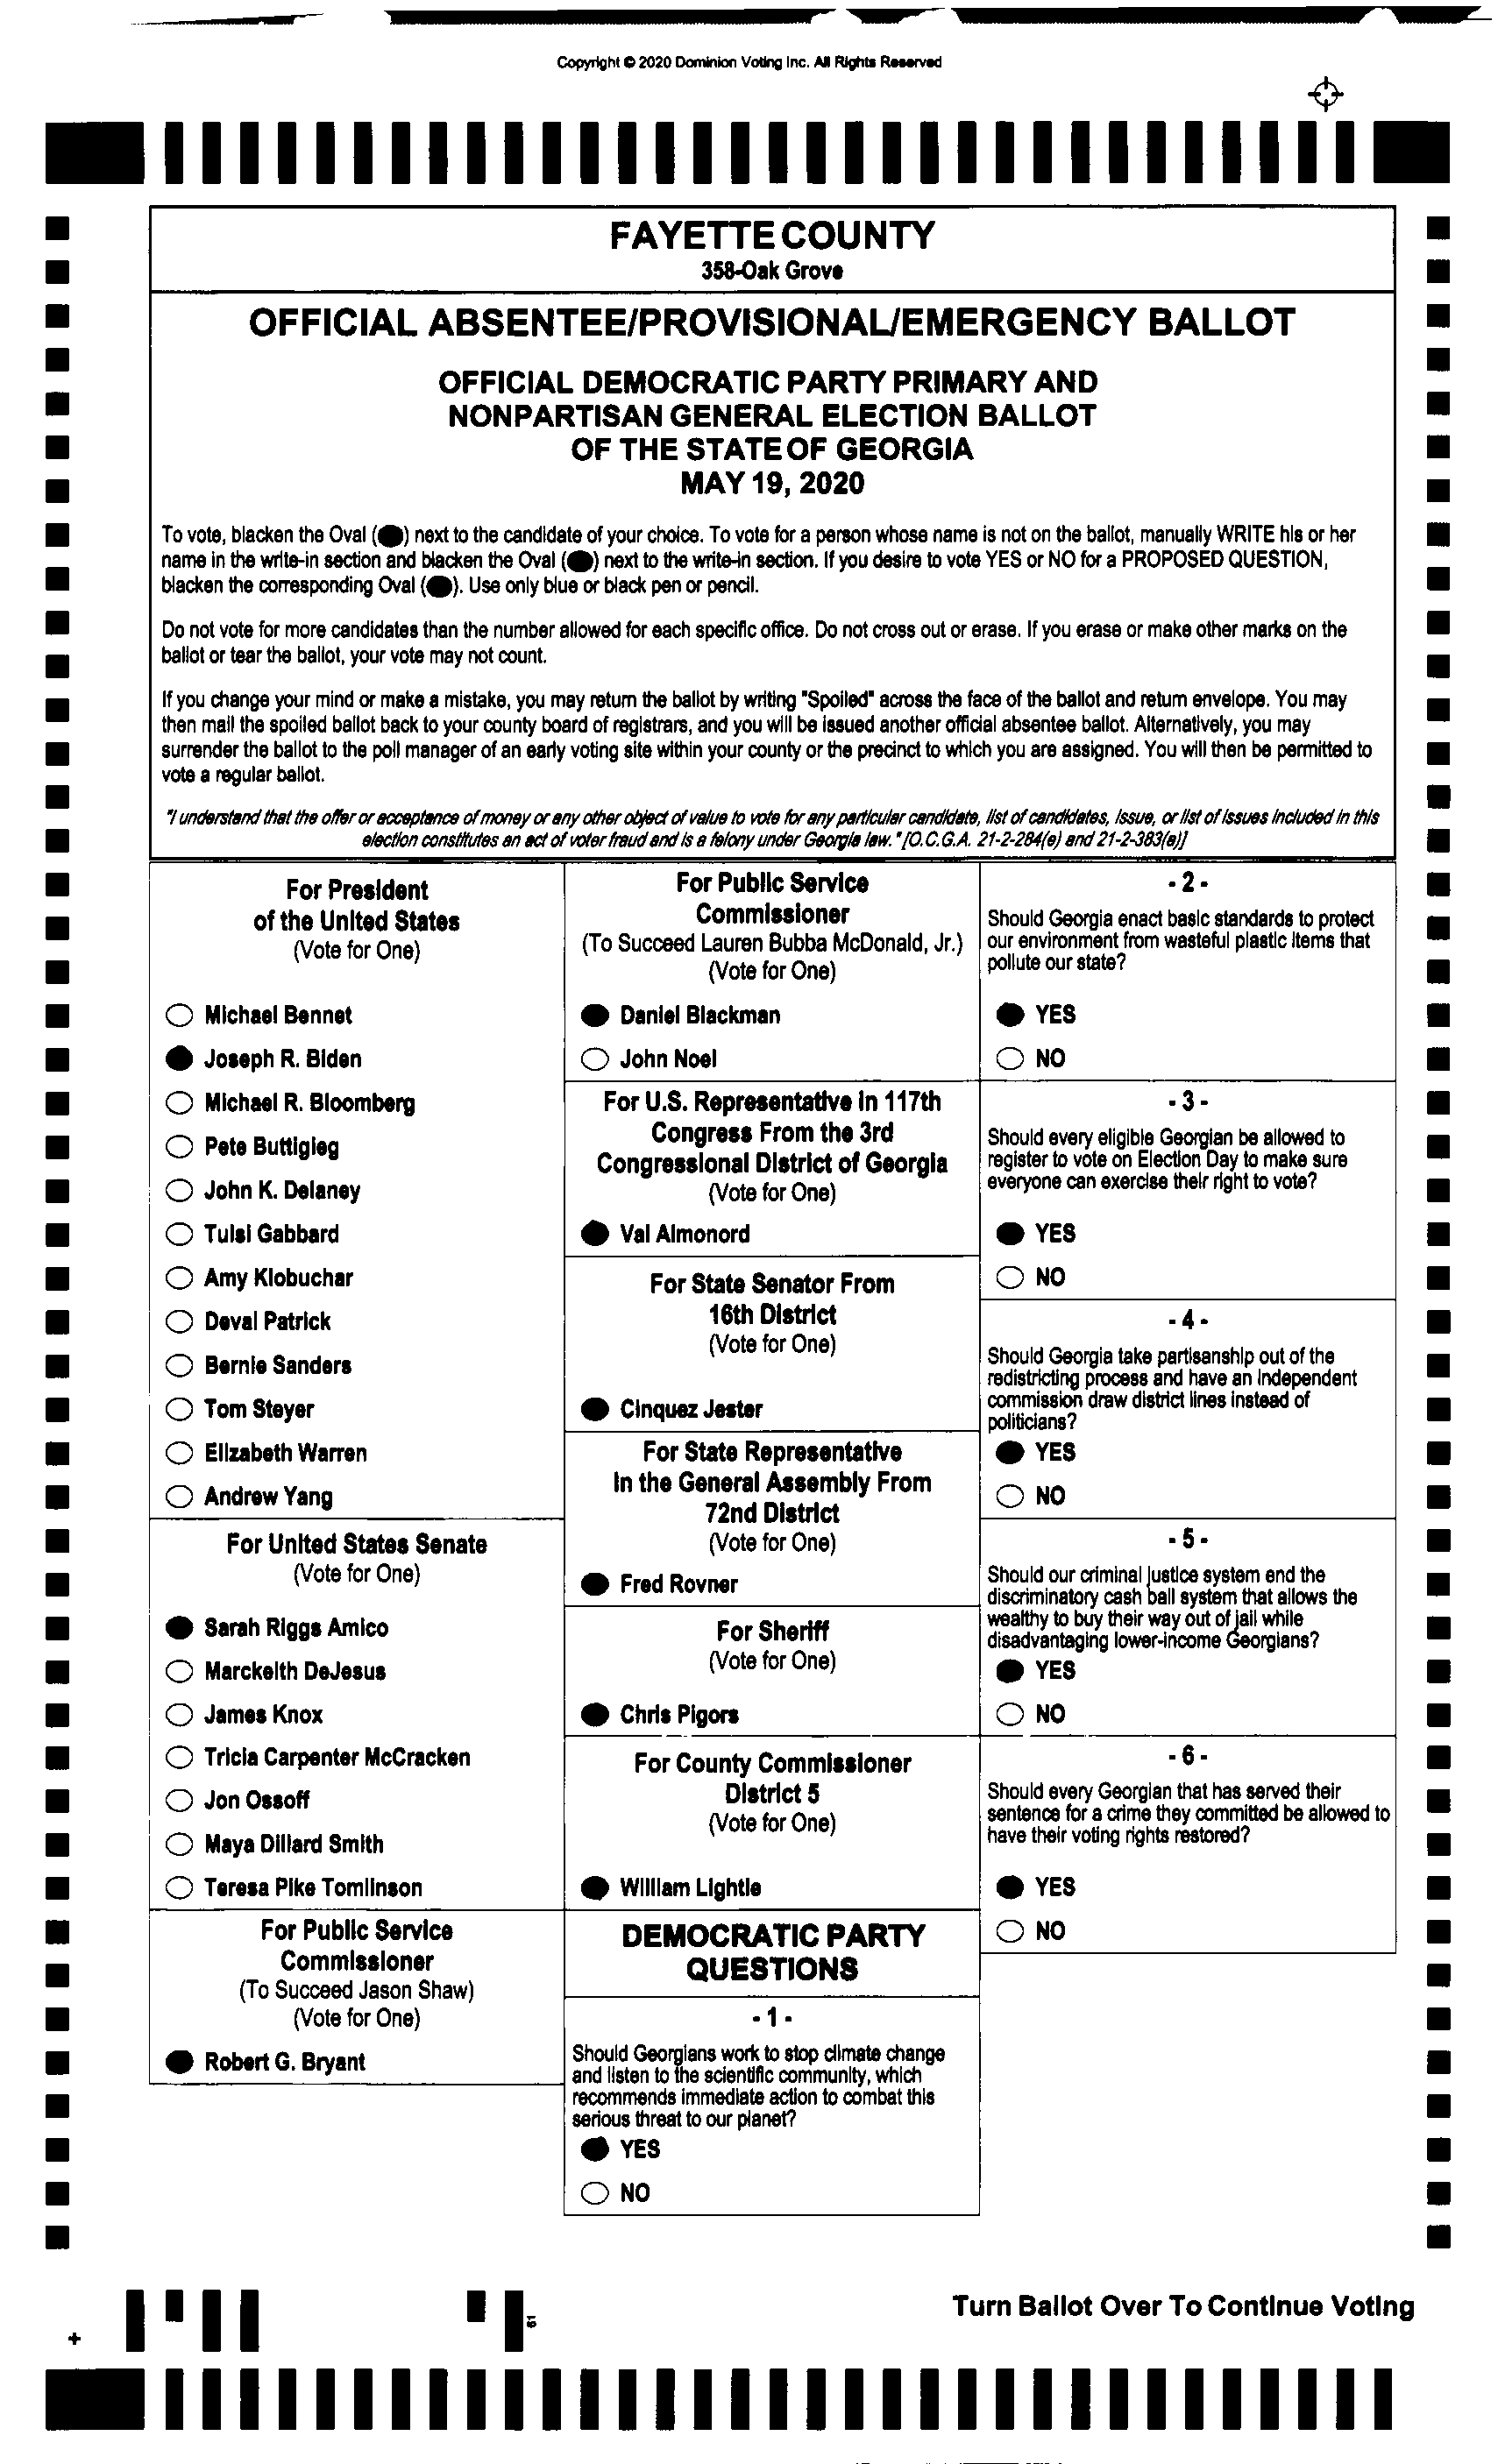 Copyright © 2020 Dominion Voting Inc. All Rights Reserved
FAYETTE COUNTY
358-Oak Grove
OFFICIAL ABSENTEE/PROVISIONAL/EMERGENCY BALLOT
OFFICIAL DEMOCRATIC PARTY PRIMARY AND
NONPARTISAN GENERAL ELECTION BALLOT
OF THE STATE OF GEORGIA
MAY 19, 2020
To vote, blacken the Oval ( ) next to the candidate of your choice. To vote for a person whose name is not on the ballot, manually WRITE his or her
name in the write-in section and blacken the Oval ( ) next to the write-in section. If you desire to vote YES or NO for a PROPOSED QUESTION,
blacken the corresponding Oval ( ). Use only blue or black pen or pencil.
Do not vote for more candidates than the number allowed for each specific office. Do not cross out or erase. If you erase or make other marks on the
ballot or tear the ballot, your vote may not count.
If you change your mind or make a mistake, you may return the ballot by writing "Spoiled" across the face of the ballot and return envelope. You may
then mail the spoiled ballot back to your county board of registrars, and you will be issued another official absentee ballot. Alternatively, you may
surrender the ballot to the poll manager of an early voting site within your county or the precinct to which you are assigned. You will then be permitted to
vote a regular ballot.
"I understand that the offer or acceptance of money or any other object of value to vote for any particular candidate, list of candidates, issue, or list of issues included in this
election constitutes an act of voter fraud and is a felony under Georgia law." [O.C.G.A. 21-2-284(e) and 21-2-383(a)]
For President
of the United States
(Vote for One)
Michael Bennet
Joseph R. Biden
Michael R. Bloomberg
Pete Buttigieg
John K. Delaney
Tulsi Gabbard
Amy Klobuchar
Deval Patrick
Bernie Sanders
Tom Steyer
Elizabeth Warren
Andrew Yang
For United States Senate
(Vote for One)
Sarah Riggs Amico
Marckeith DeJesus
James Knox
Tricia Carpenter McCracken
Jon Ossoff
Maya Dillard Smith
Teresa Pike Tomlinson
For Public Service
Commissioner
(To Succeed Jason Shaw)
(Vote for One)
Robert G. Bryant
For Public Service
Commissioner
(To Succeed Lauren Bubba McDonald, Jr.)
(Vote for One)
Daniel Blackman
John Noel
For U.S. Representative in 117th
Congress From the 3rd
Congressional District of Georgia
(Vote for One)
Val Almonord
For State Senator From
16th District
(Vote for One)
Cinquez Jester
For State Representative
In the General Assembly From
72nd District
(Vote for One)
Fred Rovner
For Sheriff
(Vote for One)
Chris Pigors
For County Commissioner
District 5
(Vote for One)
William Lightle
DEMOCRATIC PARTY
QUESTIONS
- 1 -
Should Georgians work to stop climate change
and listen to the scientific community, which
recommends immediate action to combat this
serious threat to our planet?
YES
NO
- 2 -
Should Georgia enact basic standards to protect
our environment from wasteful plastic items that
pollute our state?
YES
NO
- 3 -
Should every eligible Georgian be allowed to
register to vote on Election Day to make sure
everyone can exercise their right to vote?
YES
NO
- 4 -
Should Georgia take partisanship out of the
redistricting process and have an independent
commission draw district lines instead of
politicians?
YES
NO
- 5 -
Should our criminal justice system end the
discriminatory cash bail system that allows the
wealthy to buy their way out of jail while
disadvantaging lower-income Georgians?
YES
NO
- 6 -
Should every Georgian that has served their
sentence for a crime they committed be allowed to
have their voting rights restored?
YES
NO
Turn Ballot Over To Continue Voting